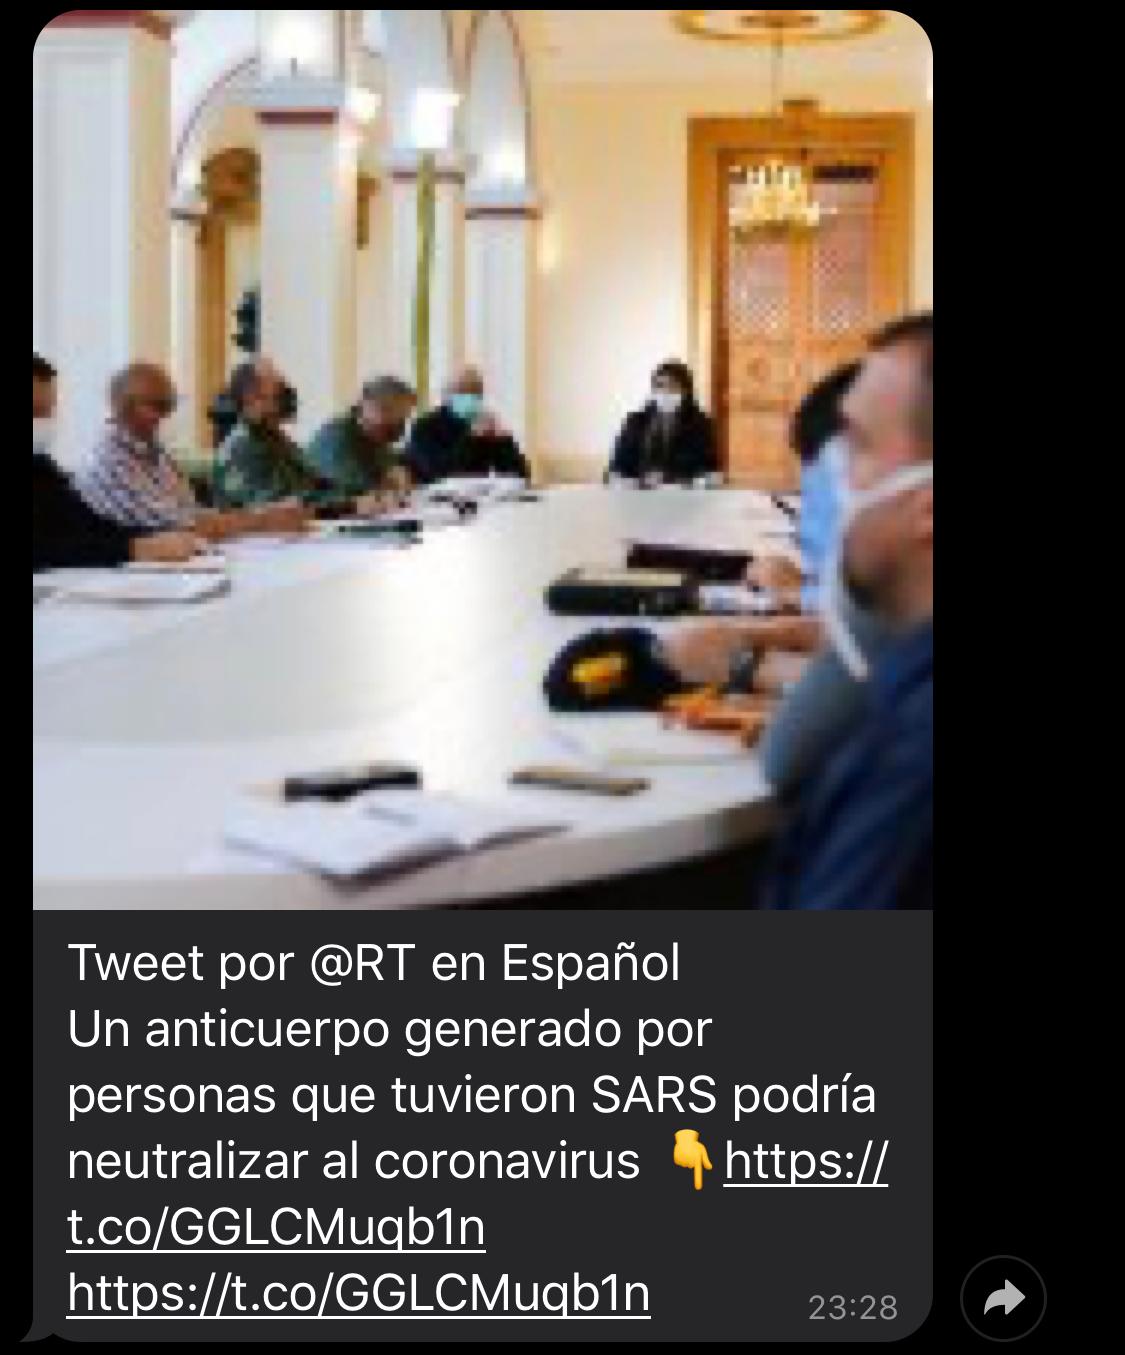 Tweet por @RT en Español
Un anticuerpo generado por
personas que tuvieron SARS podría
neutralizar al coronavirus 👇https://
t.co/GGLCMuqb1n
https://t.co/GGLCMuqb1n
23:28